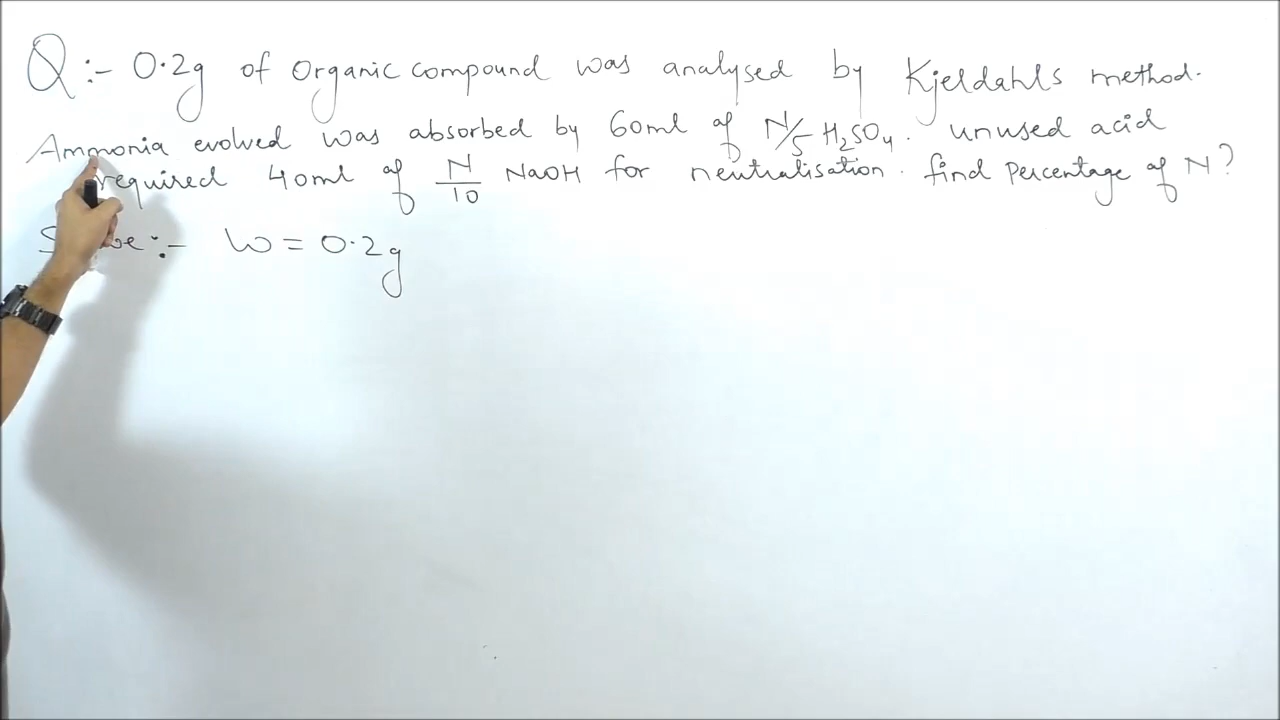 Q:- 0.2g of organic compound was analysed by Kjeldahls method.
Ammonia evolved was absorbed by 60ml of N/5 H2SO4. unused acid
required 40ml of N/10 NaOH for neutralisation. find percentage of N?
:- W = 0.2g